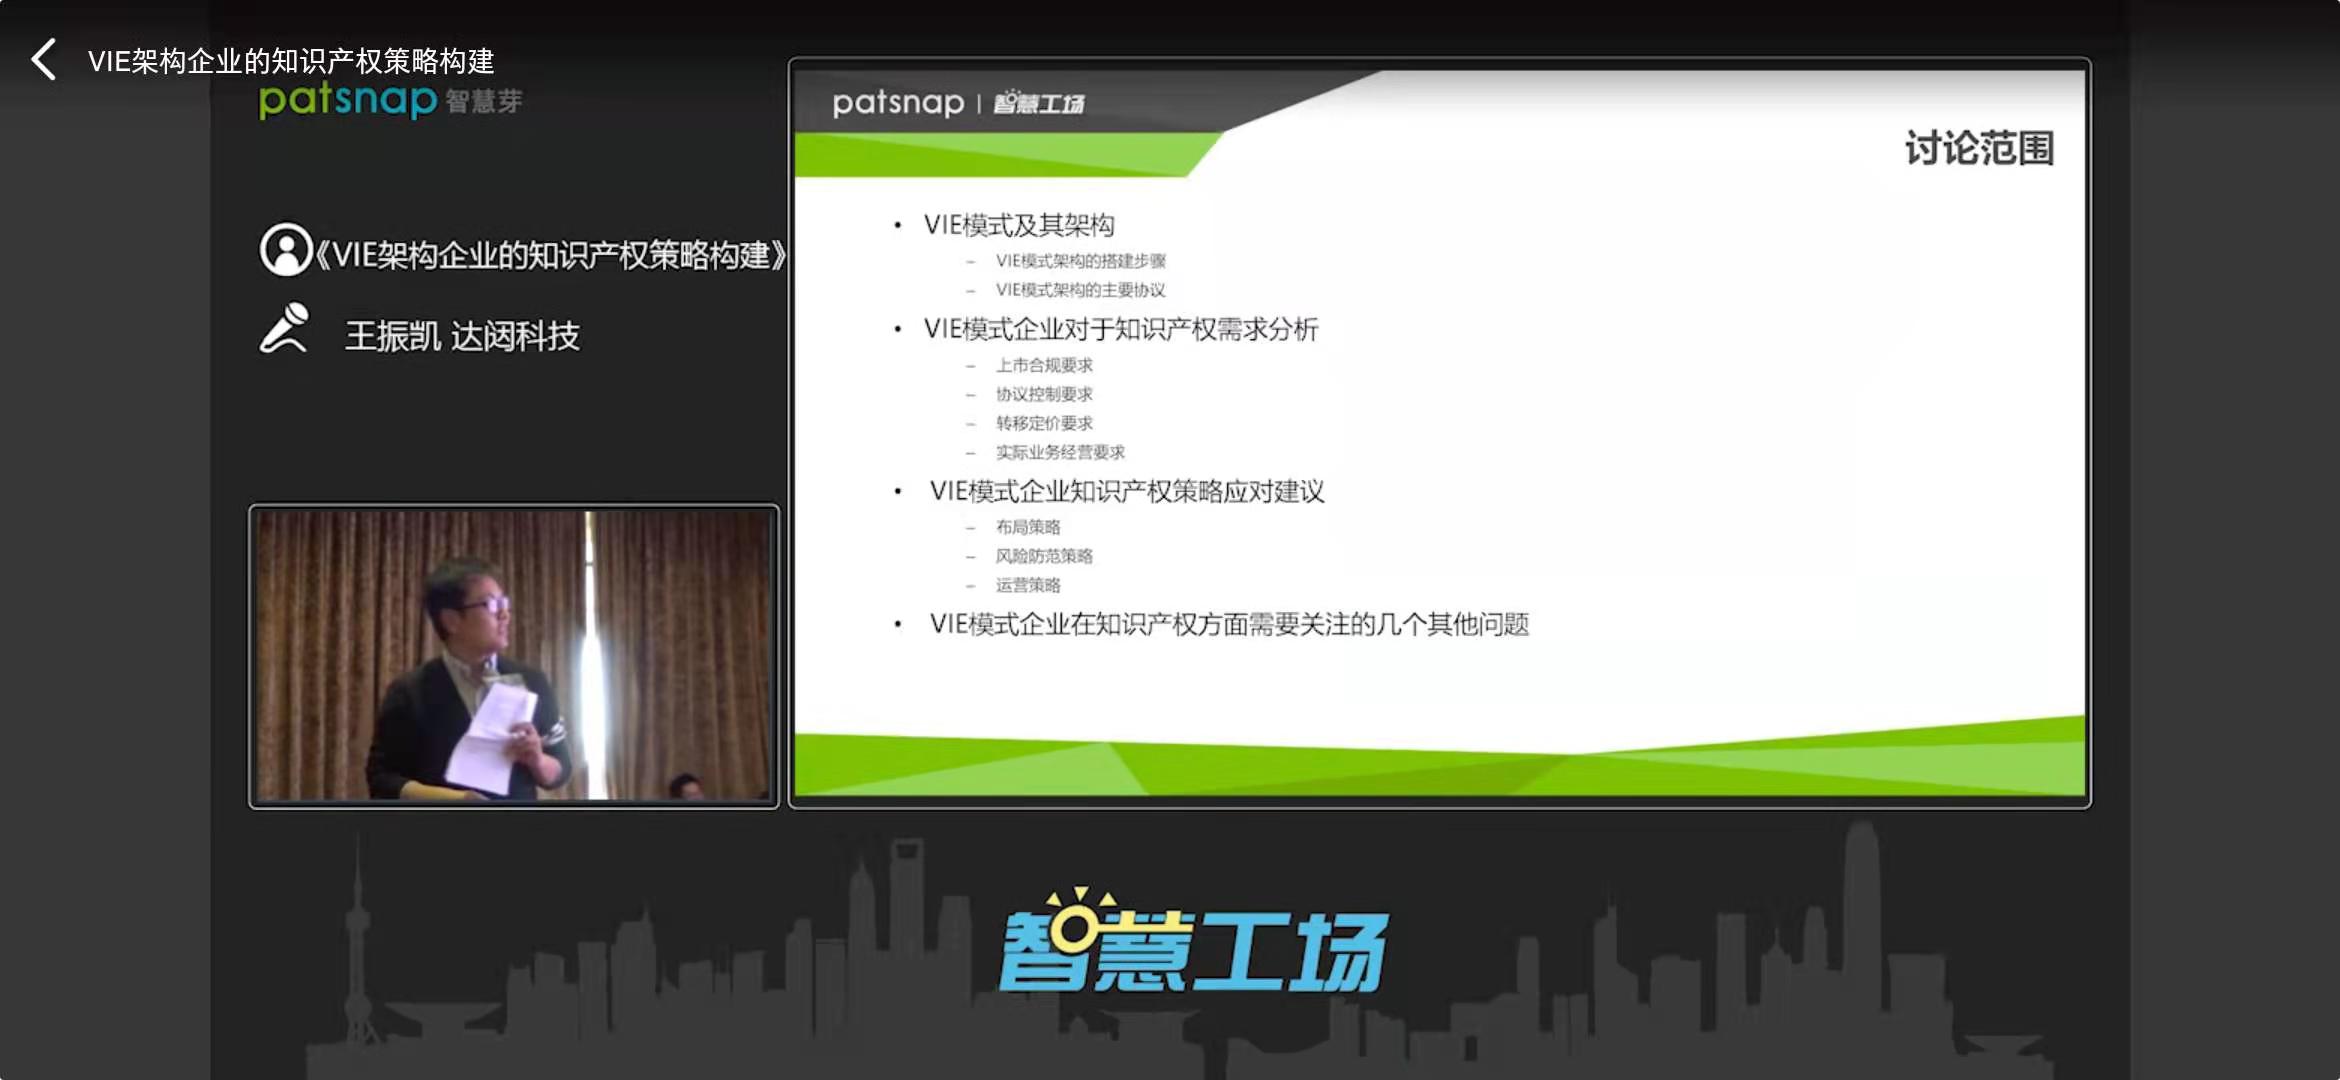 VIE架构企业的知识产权策略构建
patsnap 智慧芽
《VIE架构企业的知识产权策略构建》
王振凯 达闼科技
patsnap | 智慧工场
讨论范围
• VIE模式及其架构
– VIE模式架构的搭建步骤
– VIE模式架构的主要协议
• VIE模式企业对于知识产权需求分析
– 上市合规要求
– 协议控制要求
– 转移定价要求
– 实际业务经营要求
• VIE模式企业知识产权策略应对建议
– 布局策略
– 风险防范策略
– 运营策略
• VIE模式企业在知识产权方面需要关注的几个其他问题
智慧工场